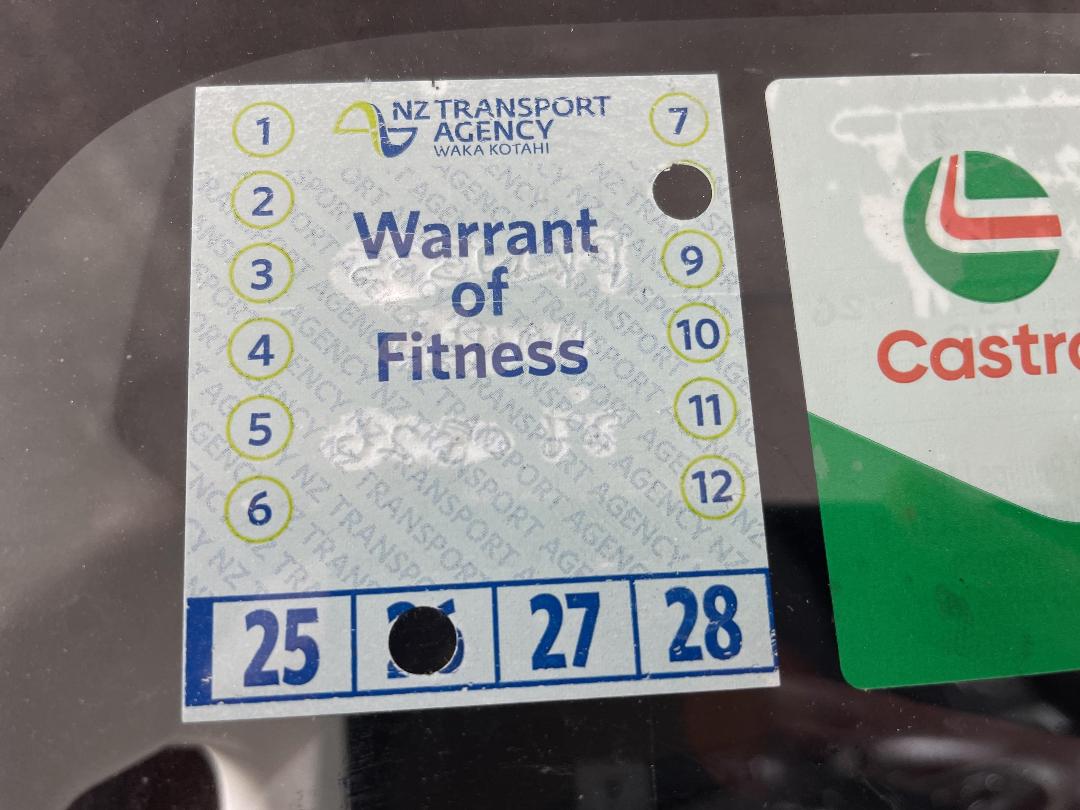 NZ TRANSPORT
AGENCY
WAKA KOTAHI
Warrant
of
Fitness
1
2
3
4
5
6
7
9
10
11
12
25
27
28